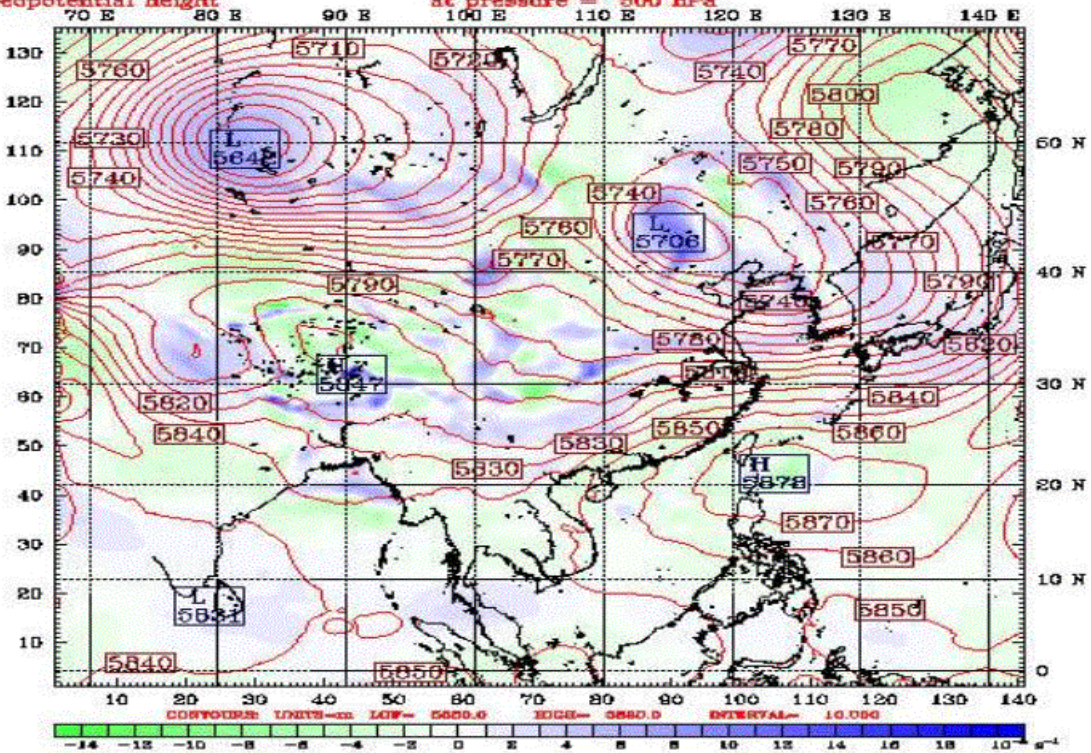 eopotential height at pressure = 500 hPa
70 E 80 E 90 E 100 E 110 E 120 E 130 E 140 E
130 5710 5770
5760 5720 5740
120 5800
5730 L 5780 50 N
110 5750
5740 5790
100 5740 5760
90 5760 L 5706 5770
5770 40 N
80 5790 5790
70 5780
H 5847 30 N
60 5820 5840
50 5840 5830 5850 5860
5830 H 5878
40 20 N
30 5870
5860
10 N
20 L 5831 5850
10
5840 5850 0
10 20 30 40 50 60 70 80 90 100 110 120 130 140
CONTOURS: UNITS=m LOW= 5650.0 HIGH= 5880.0 INTERVAL= 10.000
-14 -12 -10 -8 -6 -4 -2 0 2 4 6 8 10 12 14 16 18